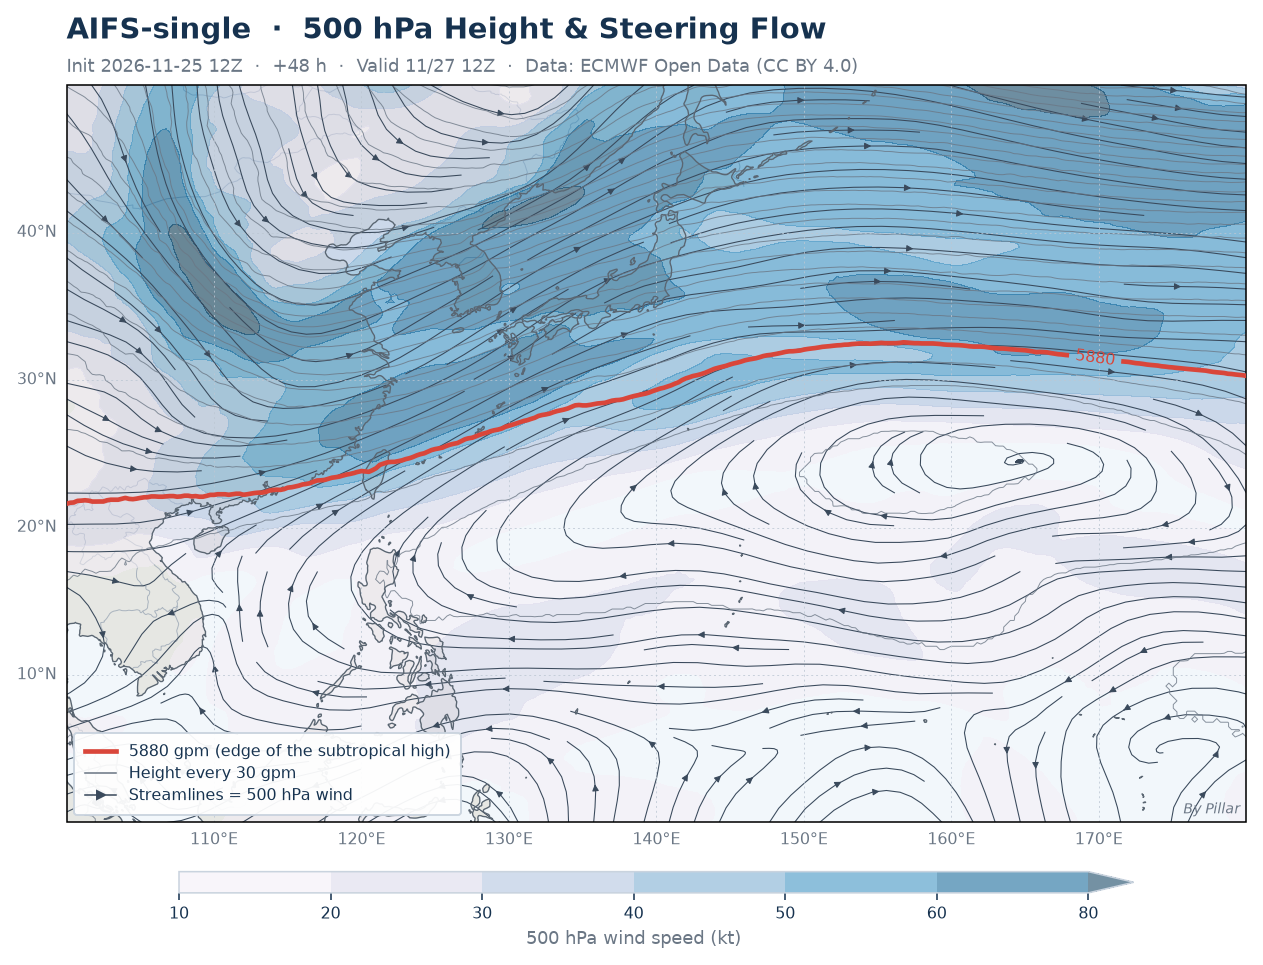 AIFS-single · 500 hPa Height & Steering Flow
Init 2026-11-25 12Z · +48 h · Valid 11/27 12Z · Data: ECMWF Open Data (CC BY 4.0)
40°N
30°N
20°N
10°N
5880
5880 gpm (edge of the subtropical high)
Height every 30 gpm
Streamlines = 500 hPa wind
By Pillar
110°E 120°E 130°E 140°E 150°E 160°E 170°E
10 20 30 40 50 60 80
500 hPa wind speed (kt)